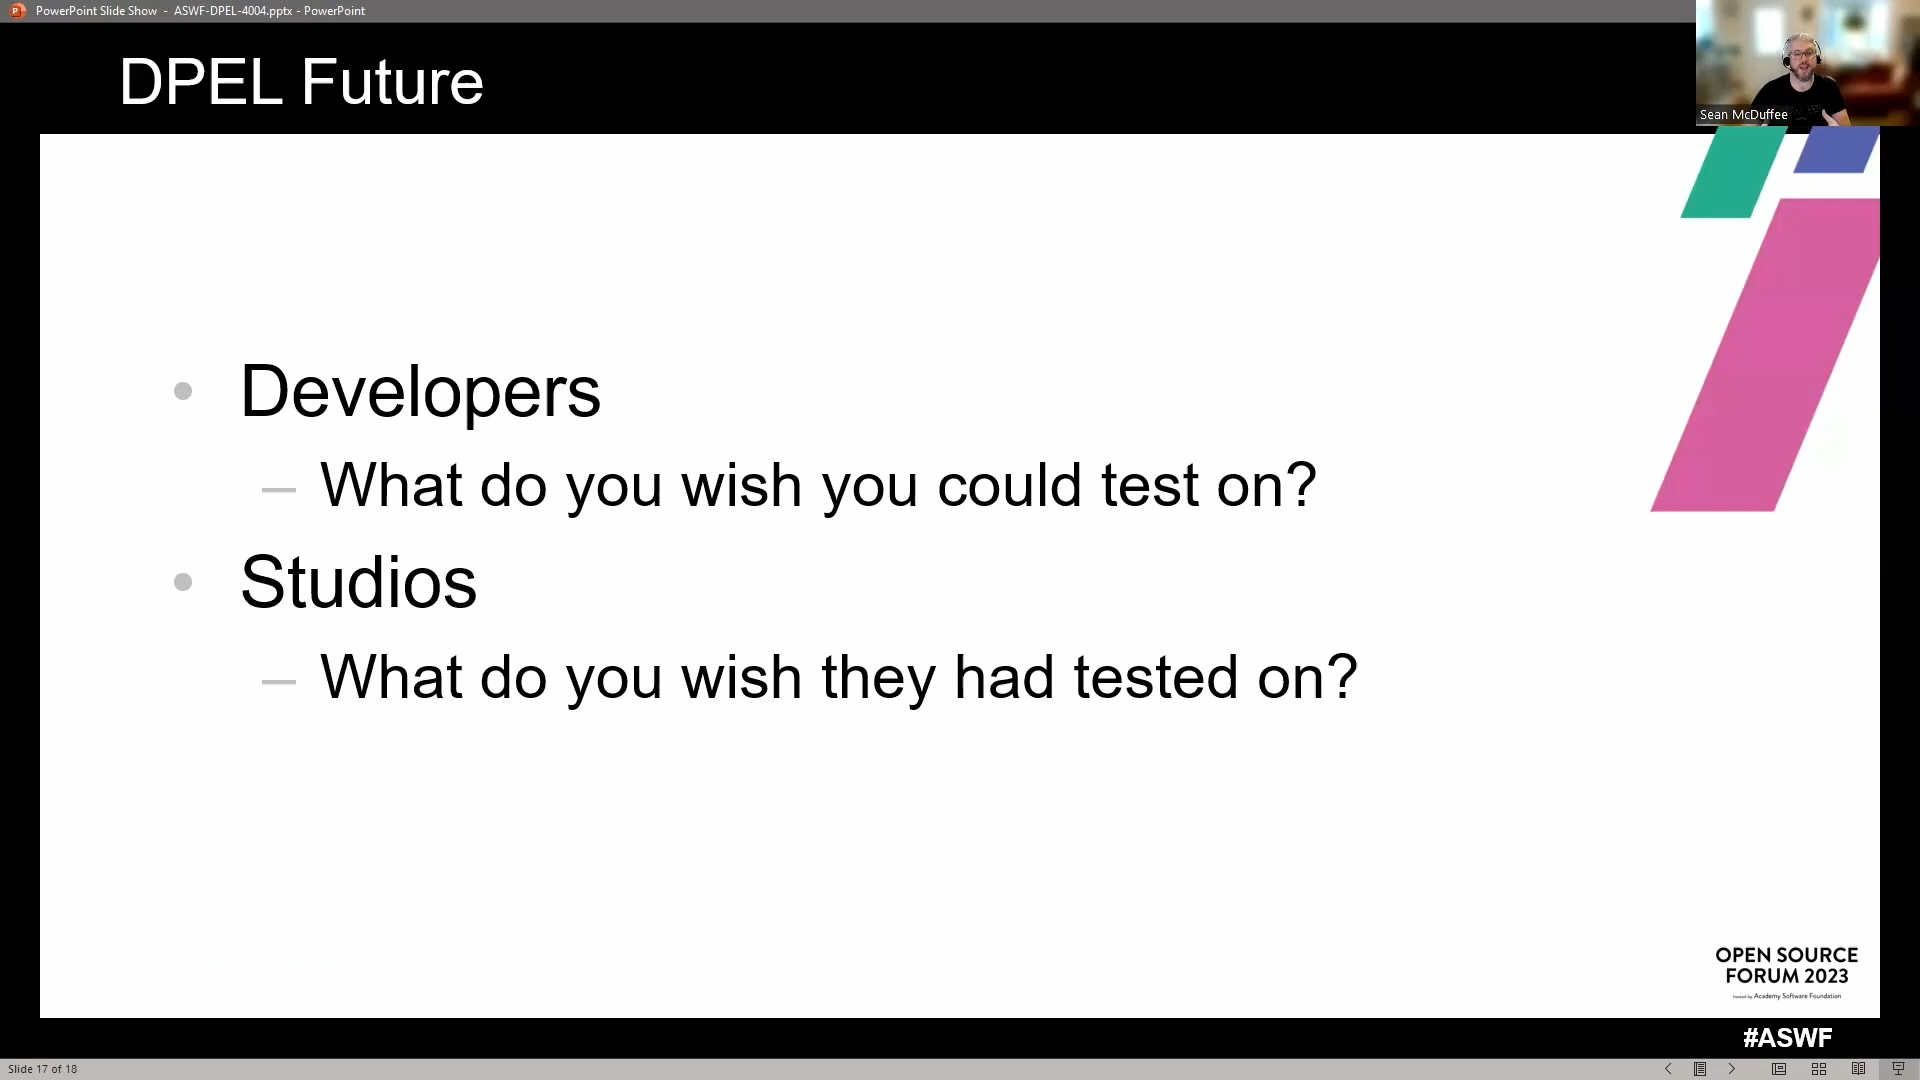 PowerPoint Slide Show - ASWF-DPEL-4004.pptx - PowerPoint
DPEL Future
Sean McDuffee
• Developers
– What do you wish you could test on?
• Studios
– What do you wish they had tested on?
OPEN SOURCE
FORUM 2023
hosted by Academy Software Foundation
#ASWF
Slide 17 of 18